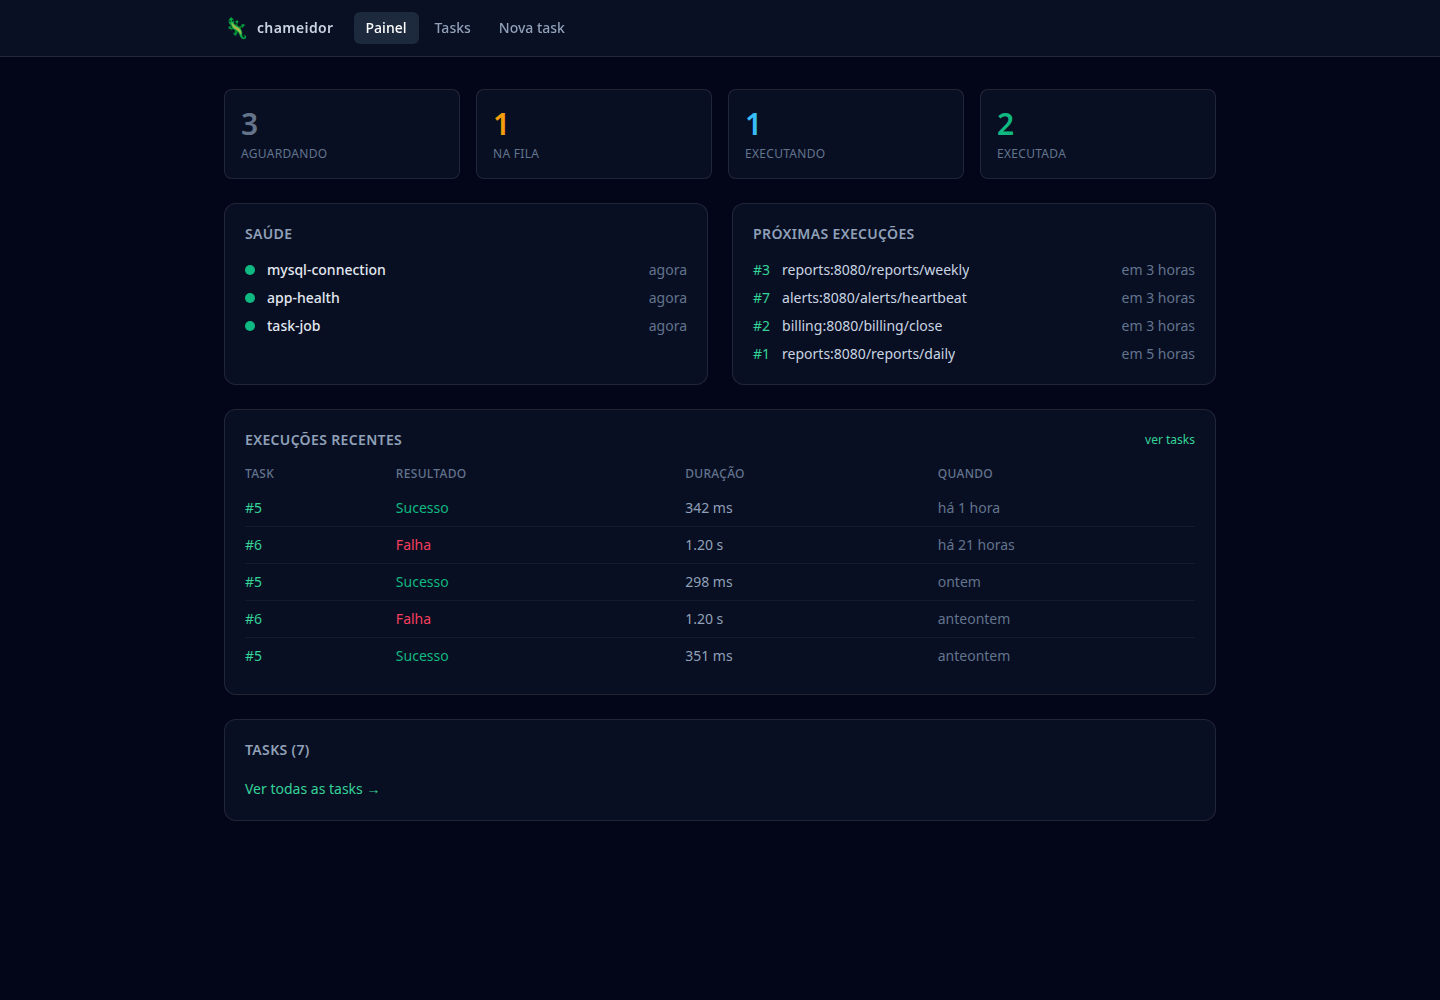 chameidor Painel Tasks Nova task
3 1 1 2
AGUARDANDO NA FILA EXECUTANDO EXECUTADA
SAÚDE
mysql-connection agora
app-health agora
task-job agora
PRÓXIMAS EXECUÇÕES
#3 reports:8080/reports/weekly em 3 horas
#7 alerts:8080/alerts/heartbeat em 3 horas
#2 billing:8080/billing/close em 3 horas
#1 reports:8080/reports/daily em 5 horas
EXECUÇÕES RECENTES ver tasks
TASK RESULTADO DURAÇÃO QUANDO
#5 Sucesso 342 ms há 1 hora
#6 Falha 1.20 s há 21 horas
#5 Sucesso 298 ms ontem
#6 Falha 1.20 s anteontem
#5 Sucesso 351 ms anteontem
TASKS (7)
Ver todas as tasks →